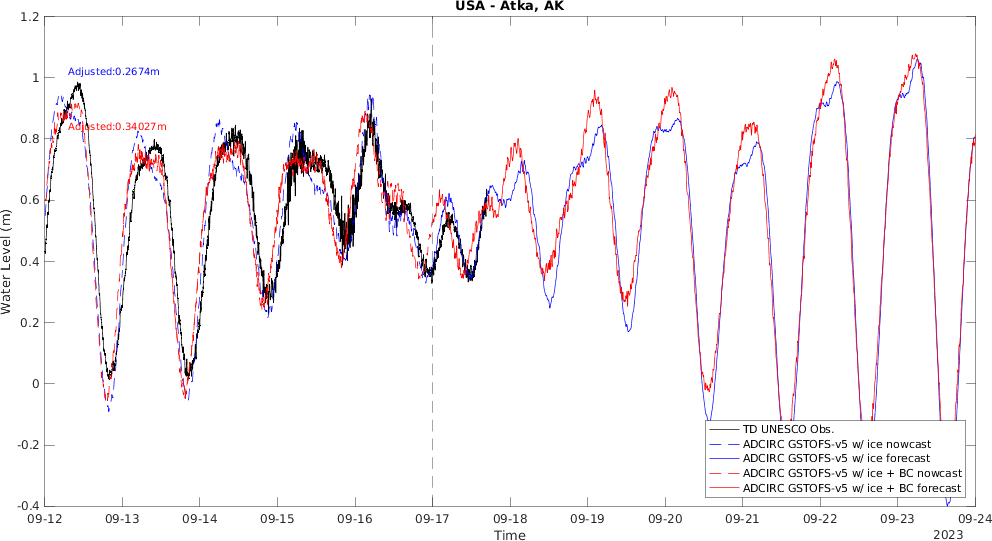 USA - Atka, AK
1.2
1
0.8
0.6
0.4
0.2
0
-0.2
-0.4
Water Level (m)
Adjusted:0.2674m
Adjusted:0.34027m
TD UNESCO Obs.
ADCIRC GSTOFS-v5 w/ ice nowcast
ADCIRC GSTOFS-v5 w/ ice forecast
ADCIRC GSTOFS-v5 w/ ice + BC nowcast
ADCIRC GSTOFS-v5 w/ ice + BC forecast
09-12 09-13 09-14 09-15 09-16 09-17 09-18 09-19 09-20 09-21 09-22 09-23 09-24
Time
2023